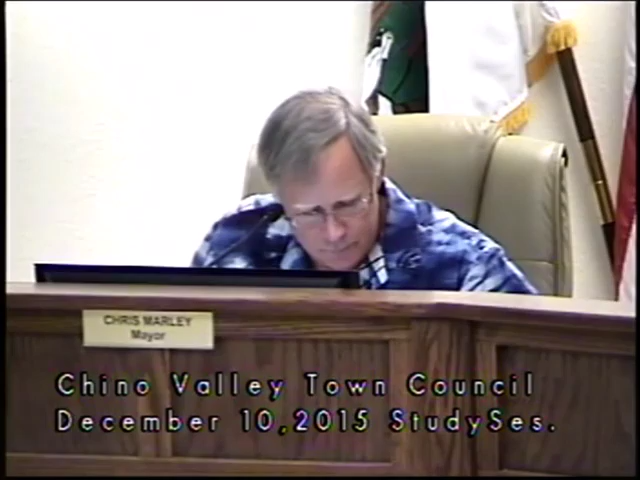 CHRIS MARLEY
Mayor
Chino Valley Town Council
December 10,2015 StudySes.